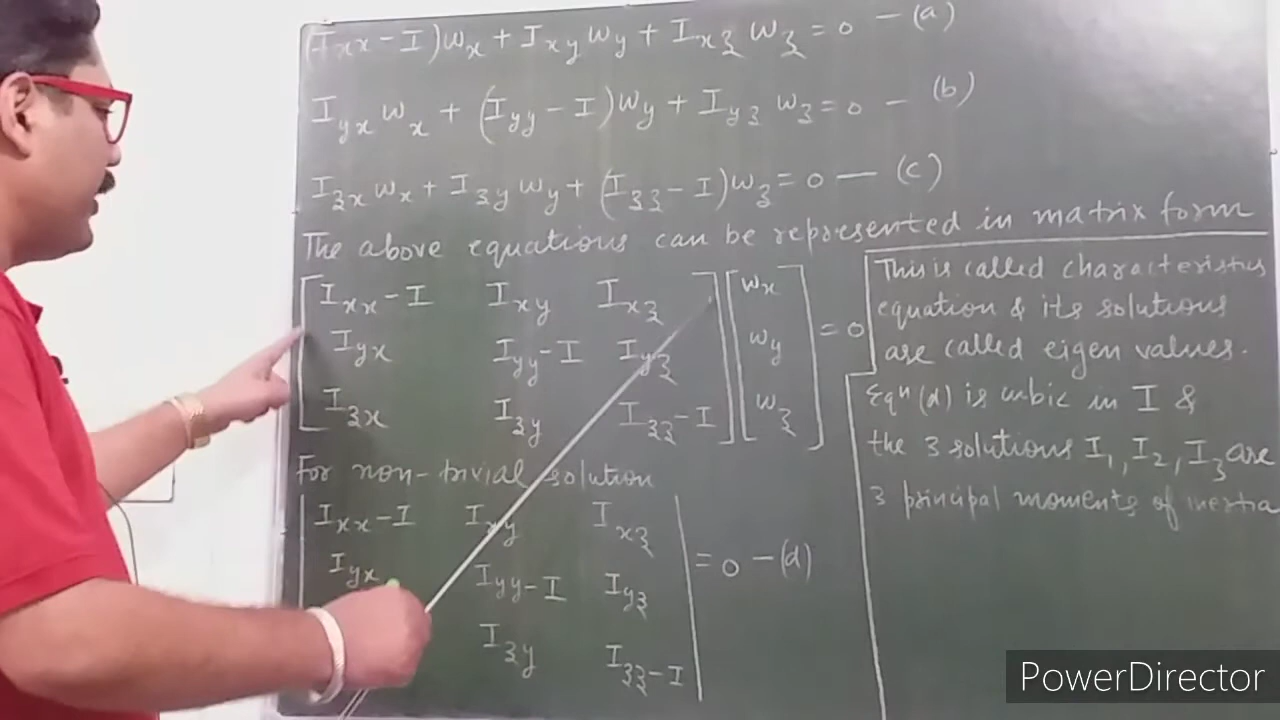 (Ixx - I)ωx + Ixy ωy + Ixz ωz = 0 - (a)
Iyx ωx + (Iyy - I)ωy + Iyz ωz = 0 - (b)
Izx ωx + Izy ωy + (Izz - I)ωz = 0 - (c)
The above equations can be represented in matrix form
[Ixx - I Ixy Ixz] [ωx]
Iyx Iyy - I Iyz ωy = 0
Izx Izy Izz - I ωz
For non-trivial solution
|Ixx - I Ixy Ixz|
Iyx Iyy - I Iyz = 0 - (d)
Izy Izz - I
This is called characteristics
equation & its solutions
are called eigen values.
Eqn (d) is cubic in I &
the 3 solutions I1, I2, I3 are
3 principal moments of inertia
PowerDirector